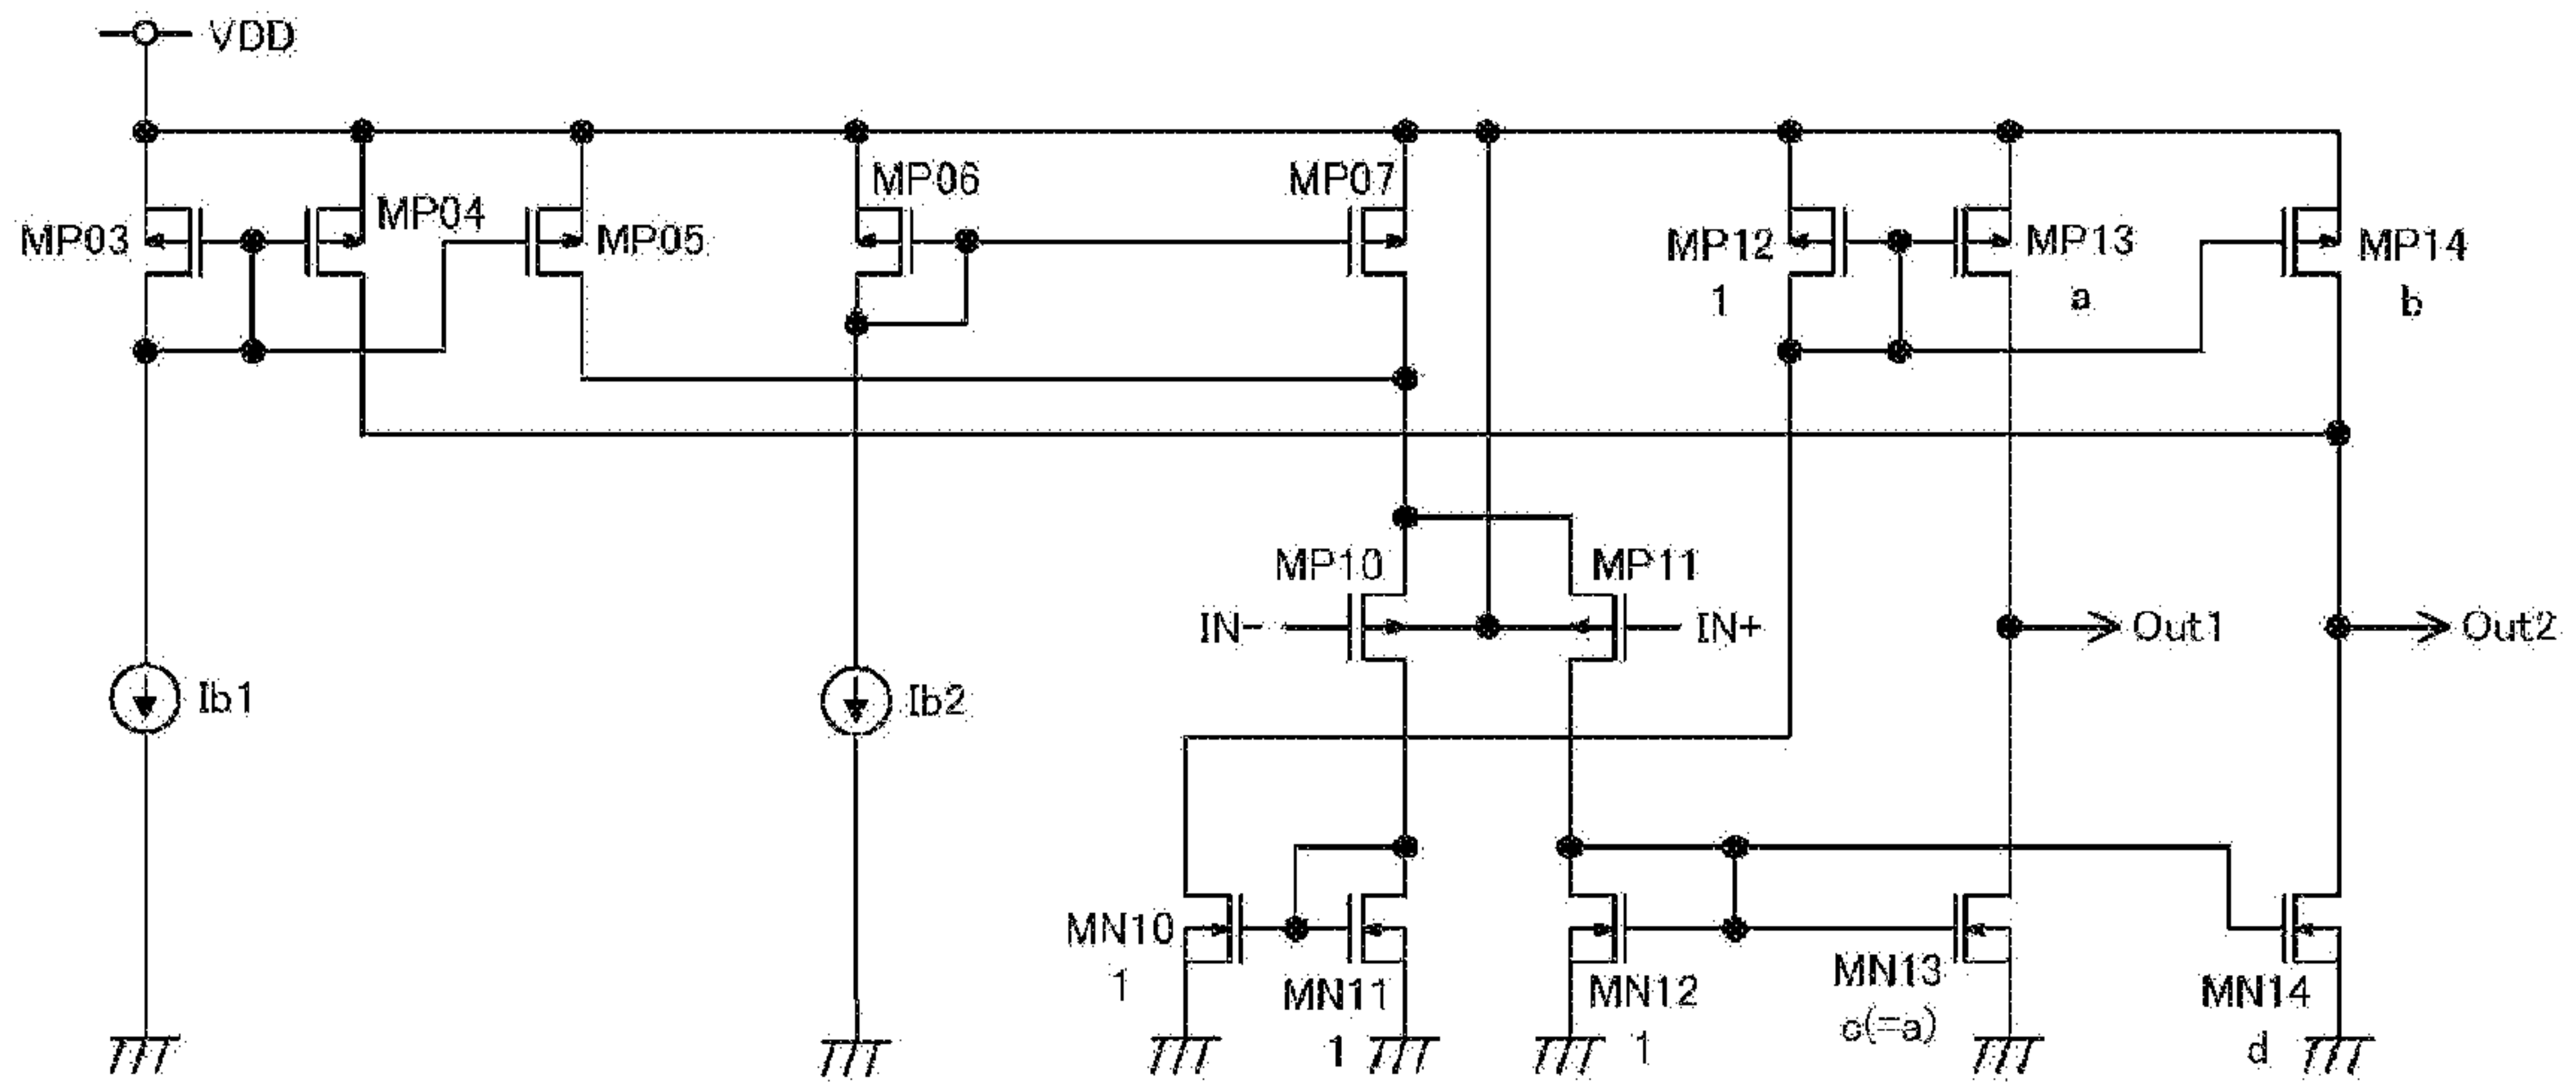 VDD
MP06
MP07
MP03
MP04
MP05
MP12
MP13
MP14
1
a
b
MP10
MP11
IN-
IN+
Out1
Out2
Ib1
Ib2
MN10
1
MN11
1
MN12
1
MN13
c(=a)
MN14
d